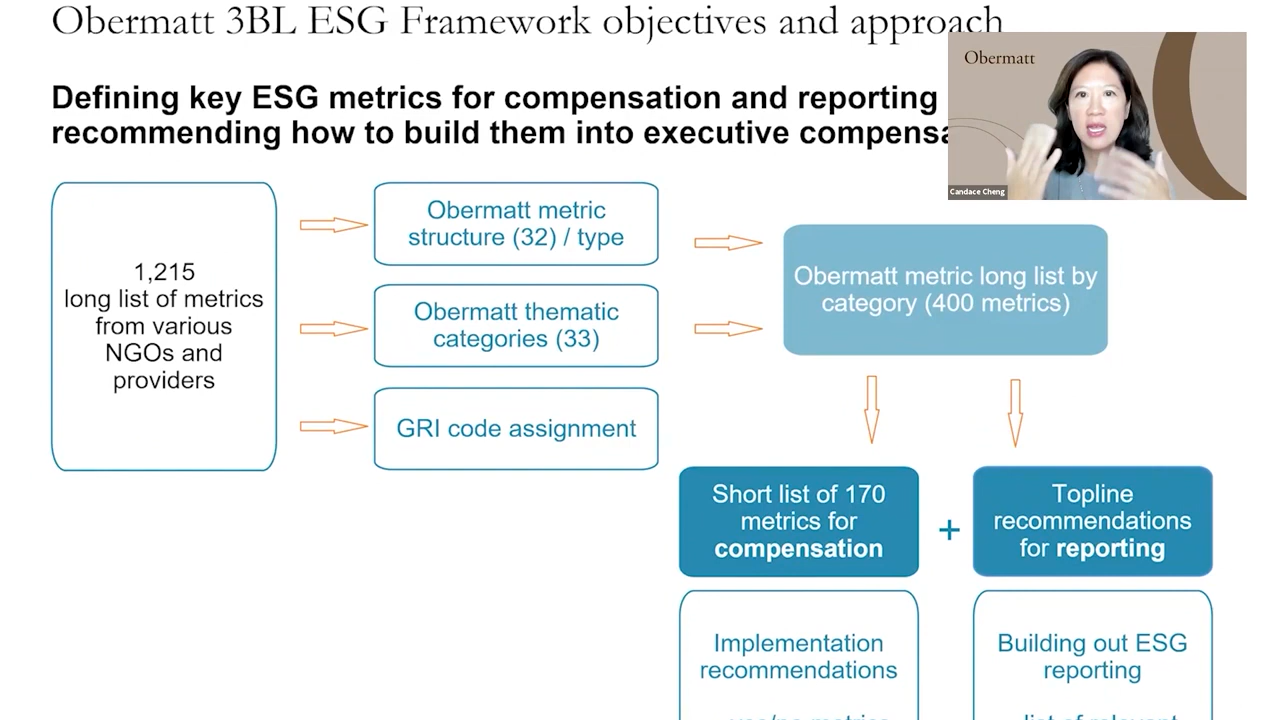 Obermatt 3BL ESG Framework objectives and approach
Obermatt
Candace Cheng
Defining key ESG metrics for compensation and reporting
recommending how to build them into executive
1,215
long list of metrics
from various
NGOs and
providers
Obermatt metric
structure (32) / type
Obermatt thematic
categories (33)
GRI code assignment
Obermatt metric long list by
category (400 metrics)
Short list of 170
metrics for
compensation
+
Topline
recommendations
for reporting
Implementation
recommendations
Building out ESG
reporting